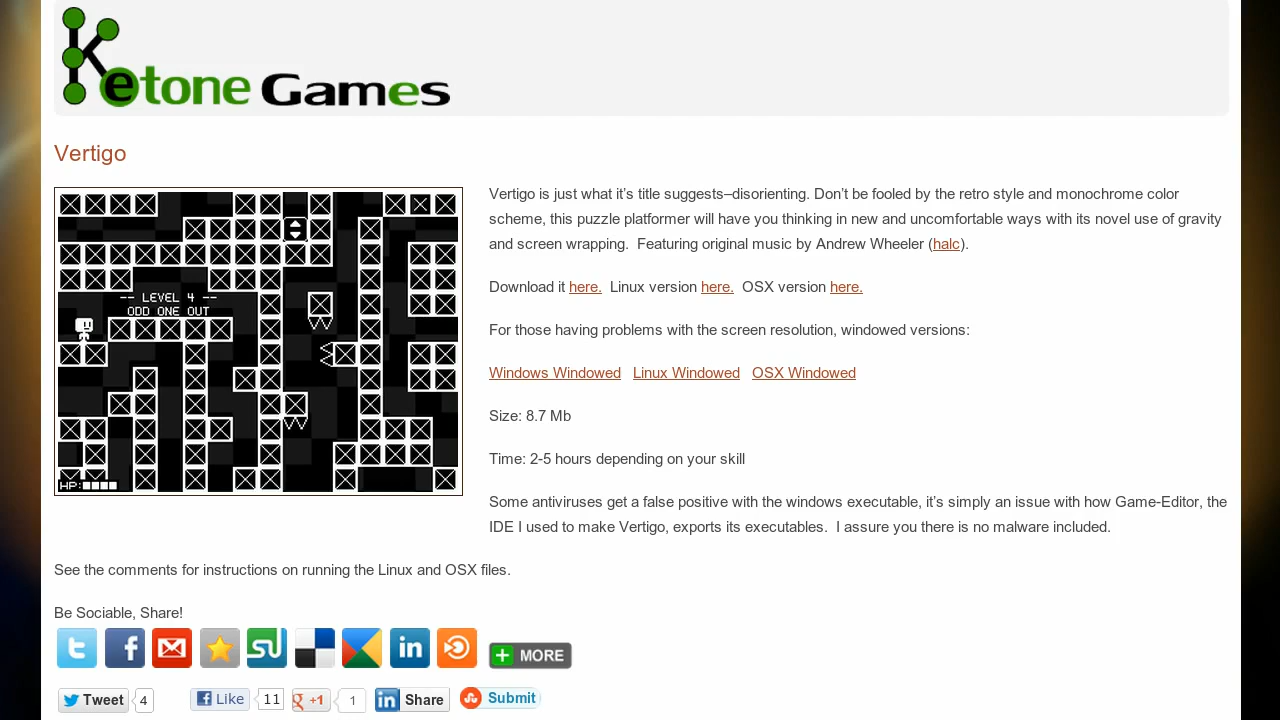 Ketone Games
Vertigo
-- LEVEL 4 --
ODD ONE OUT
HP:
Vertigo is just what it’s title suggests–disorienting. Don’t be fooled by the retro style and monochrome color
scheme, this puzzle platformer will have you thinking in new and uncomfortable ways with its novel use of gravity
and screen wrapping.  Featuring original music by Andrew Wheeler (halc).
Download it here.  Linux version here.  OSX version here.
For those having problems with the screen resolution, windowed versions:
Windows Windowed   Linux Windowed   OSX Windowed
Size: 8.7 Mb
Time: 2-5 hours depending on your skill
Some antiviruses get a false positive with the windows executable, it’s simply an issue with how Game-Editor, the
IDE I used to make Vertigo, exports its executables.  I assure you there is no malware included.
See the comments for instructions on running the Linux and OSX files.
Be Sociable, Share!
MORE
Tweet 4 Like 11 +1 1 Share Submit